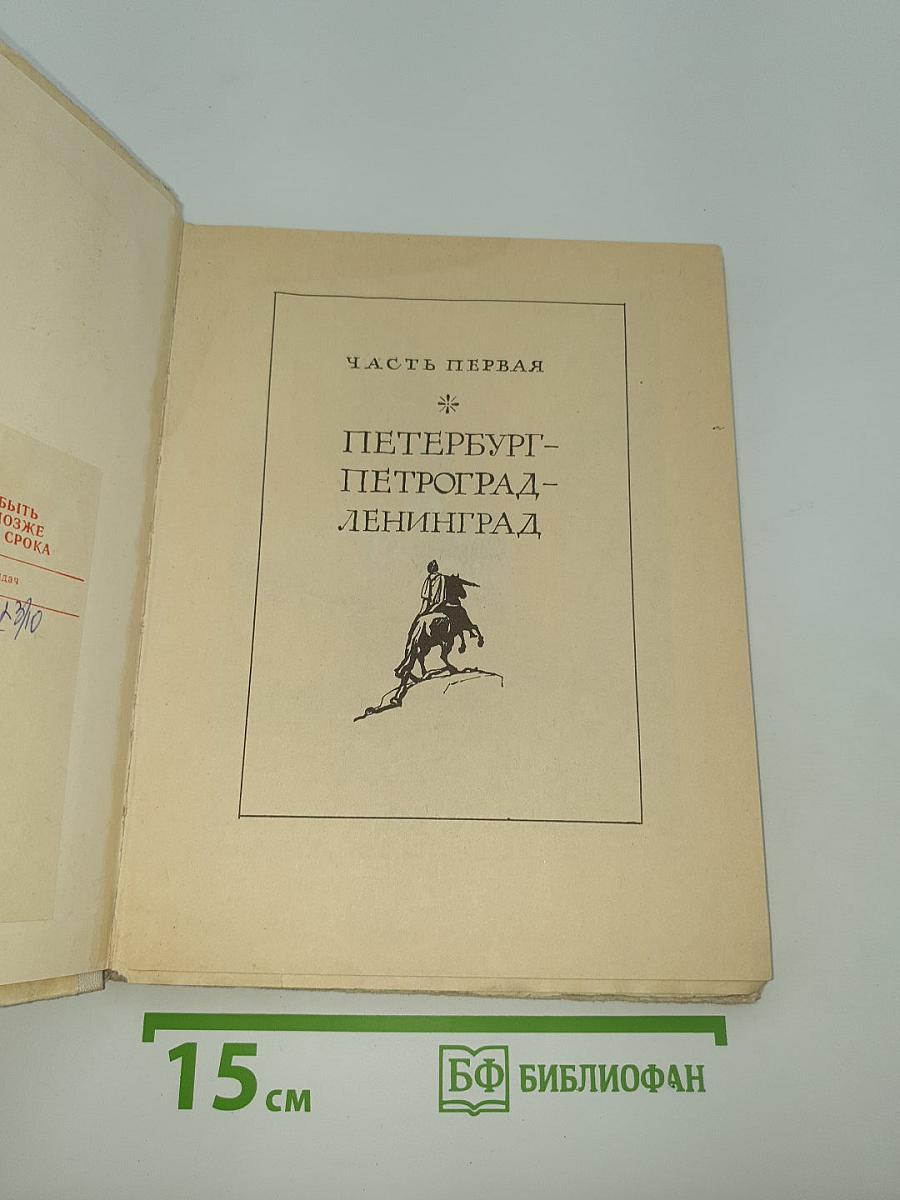 БЫТЬ
ПОЗЖЕ
СРОКА
ЧАСТЬ ПЕРВАЯ
ПЕТЕРБУРГ–
ПЕТРОГРАД–
ЛЕНИНГРАД
15 см
БФ БИБЛИОФАН